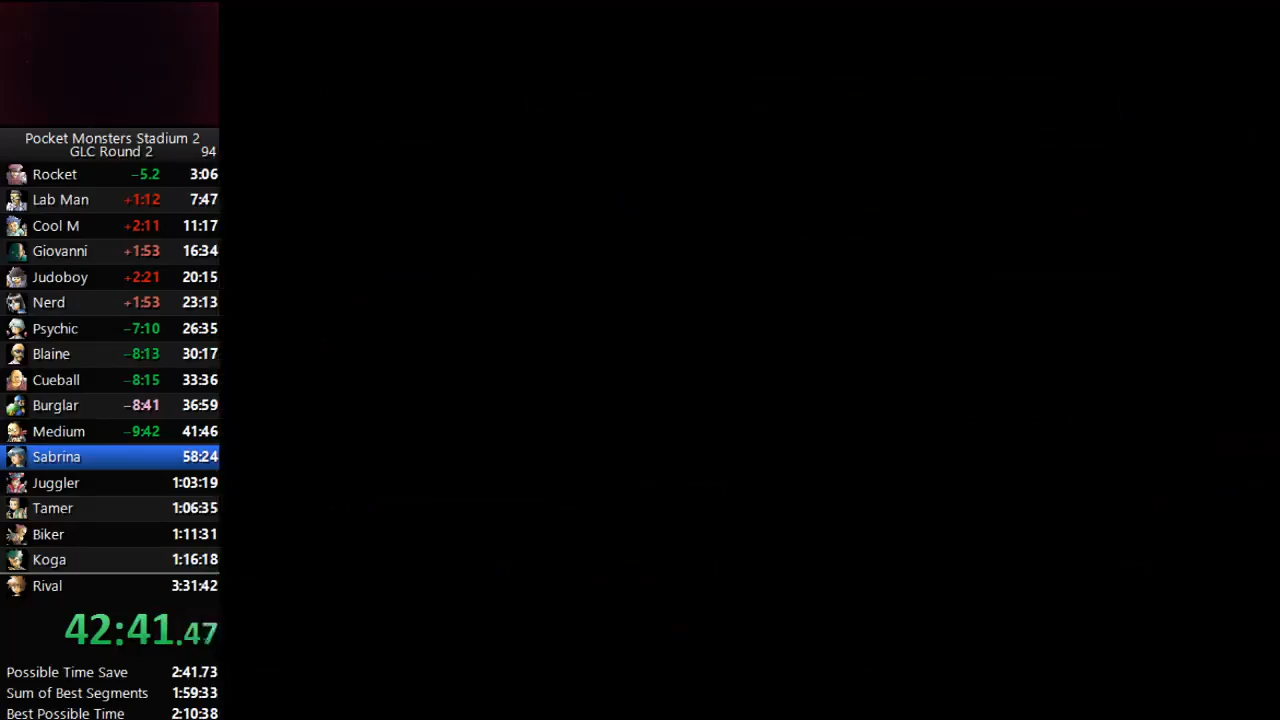 Pocket Monsters Stadium 2
GLC Round 2 94
Rocket −5.2 3:06
Lab Man +1:12 7:47
Cool M +2:11 11:17
Giovanni +1:53 16:34
Judoboy +2:21 20:15
Nerd +1:53 23:13
Psychic −7:10 26:35
Blaine −8:13 30:17
Cueball −8:15 33:36
Burglar −8:41 36:59
Medium −9:42 41:46
Sabrina 58:24
Juggler 1:03:19
Tamer 1:06:35
Biker 1:11:31
Koga 1:16:18
Rival 3:31:42
42:41.47
Possible Time Save 2:41.73
Sum of Best Segments 1:59:33
Best Possible Time 2:10:38